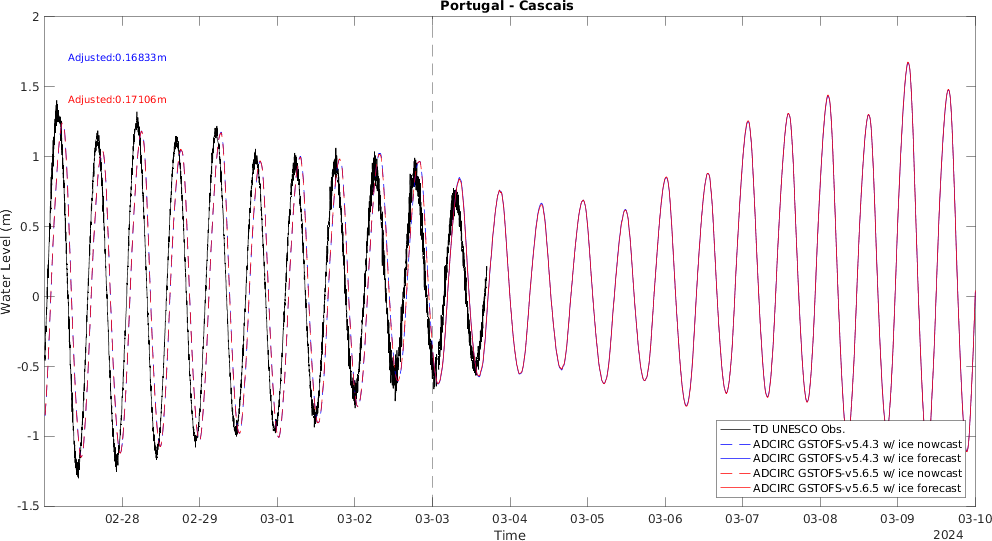 Portugal - Cascais
2
1.5
1
0.5
0
-0.5
-1
-1.5
Water Level (m)
Adjusted:0.16833m
Adjusted:0.17106m
TD UNESCO Obs.
ADCIRC GSTOFS-v5.4.3 w/ ice nowcast
ADCIRC GSTOFS-v5.4.3 w/ ice forecast
ADCIRC GSTOFS-v5.6.5 w/ ice nowcast
ADCIRC GSTOFS-v5.6.5 w/ ice forecast
02-28 02-29 03-01 03-02 03-03 03-04 03-05 03-06 03-07 03-08 03-09 03-10
Time
2024